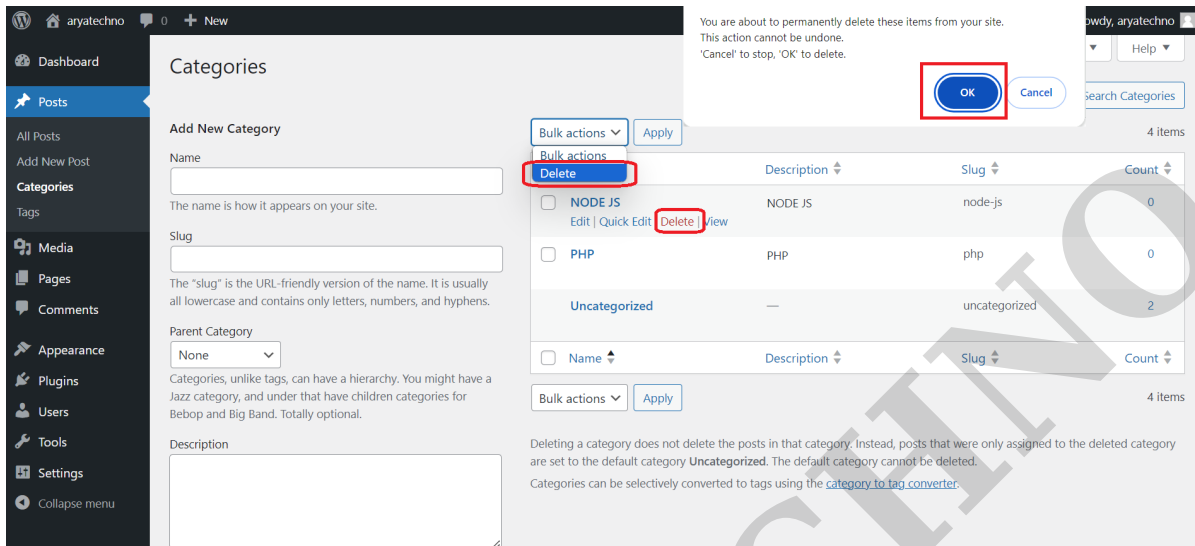 aryatechno 0 New
owdy, aryatechno
You are about to permanently delete these items from your site.
This action cannot be undone.
'Cancel' to stop, 'OK' to delete.
OK Cancel
Help
Search Categories
Dashboard
Posts
All Posts
Add New Post
Categories
Tags
Media
Pages
Comments
Appearance
Plugins
Users
Tools
Settings
Collapse menu
Categories
Add New Category
Name
The name is how it appears on your site.
Slug
The "slug" is the URL-friendly version of the name. It is usually
all lowercase and contains only letters, numbers, and hyphens.
Parent Category
None
Categories, unlike tags, can have a hierarchy. You might have a
Jazz category, and under that have children categories for
Bebop and Big Band. Totally optional.
Description
Bulk actions Apply 4 items
Bulk actions
Delete
Description Slug Count
NODE JS NODE JS node-js 0
Edit | Quick Edit | Delete | View
PHP PHP php 0
Uncategorized — uncategorized 2
Name Description Slug Count
Bulk actions Apply 4 items
Deleting a category does not delete the posts in that category. Instead, posts that were only assigned to the deleted category
are set to the default category Uncategorized. The default category cannot be deleted.
Categories can be selectively converted to tags using the category to tag converter.
CHNO